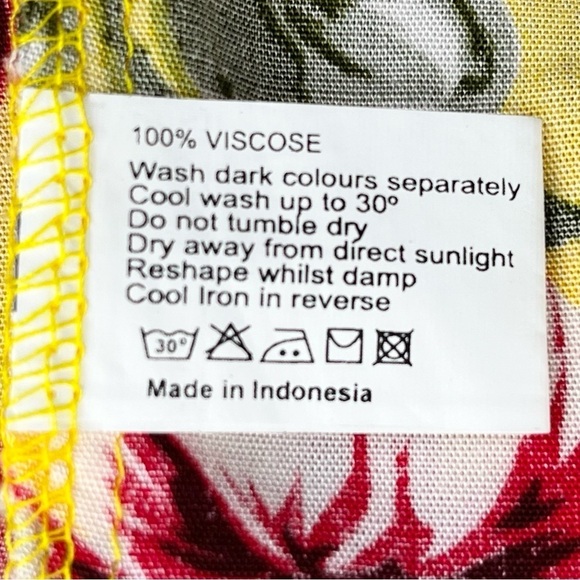 100% VISCOSE
Wash dark colours separately
Cool wash up to 30º
Do not tumble dry
Dry away from direct sunlight
Reshape whilst damp
Cool Iron in reverse
30°
Made in Indonesia